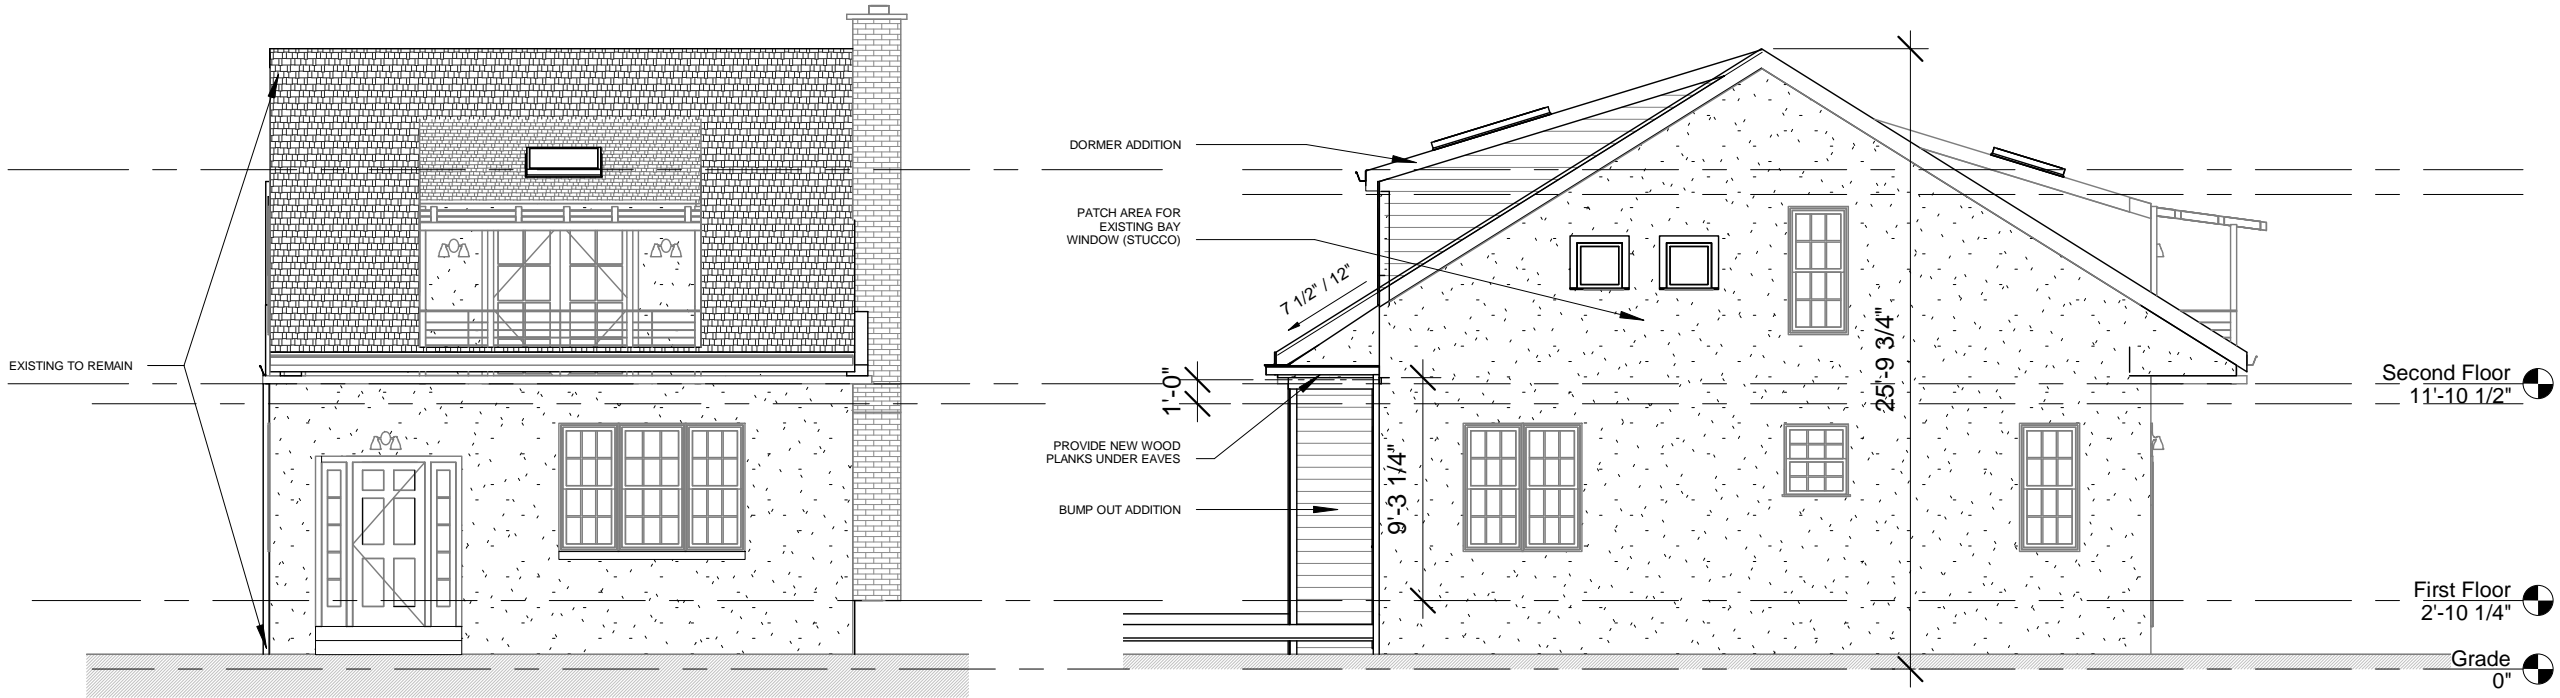 EXISTING TO REMAIN
DORMER ADDITION
PATCH AREA FOR
EXISTING BAY
WINDOW (STUCCO)
7 1/2" / 12"
1'-0"
PROVIDE NEW WOOD
PLANKS UNDER EAVES
BUMP OUT ADDITION
9'-3 1/4"
25'-9 3/4"
Second Floor
11'-10 1/2"
First Floor
2'-10 1/4"
Grade
0"